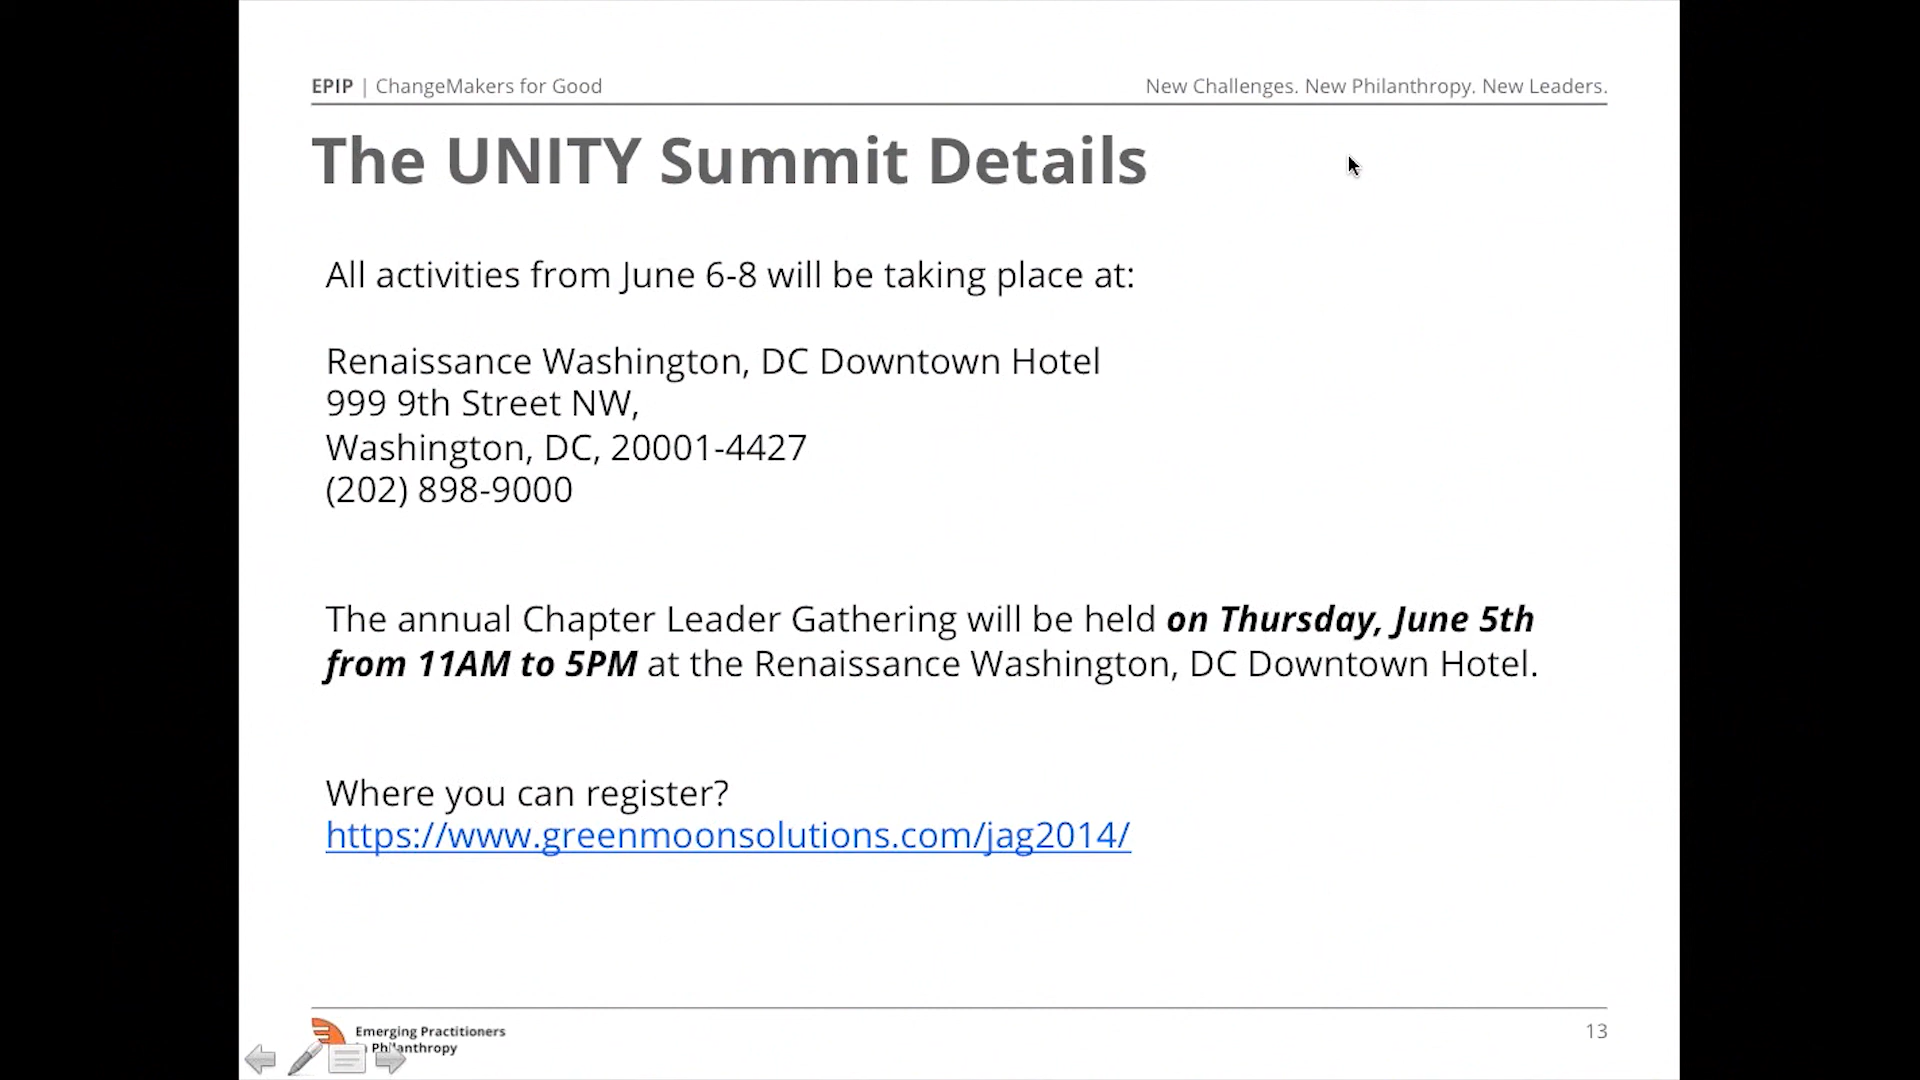 EPIP | ChangeMakers for Good
New Challenges. New Philanthropy. New Leaders.
The UNITY Summit Details
All activities from June 6-8 will be taking place at:
Renaissance Washington, DC Downtown Hotel
999 9th Street NW,
Washington, DC, 20001-4427
(202) 898-9000
The annual Chapter Leader Gathering will be held on Thursday, June 5th
from 11AM to 5PM at the Renaissance Washington, DC Downtown Hotel.
Where you can register?
https://www.greenmoonsolutions.com/jag2014/
Emerging Practitioners
Philanthropy
13